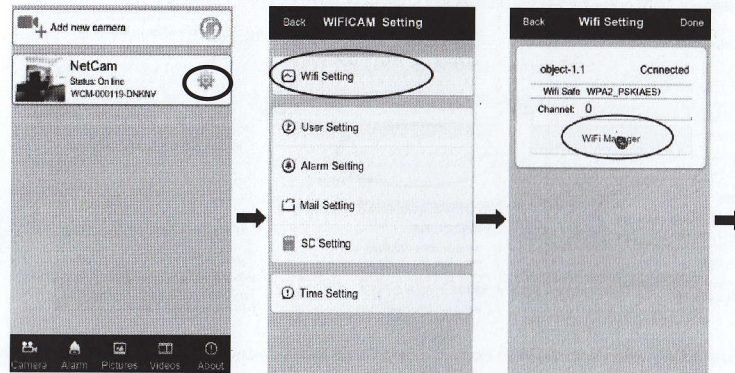 Add new camera
NetCam
Status: On line
WCM-000119-DNKNV
Camera Alarm Pictures Videos About
Back WIFICAM Setting
Wifi Setting
User Setting
Alarm Setting
Mail Setting
SD Setting
Time Setting
Back Wifi Setting Done
object-1.1 Connected
Wifi Safe WPA2_PSK(AES)
Channel: 0
WiFi Manager